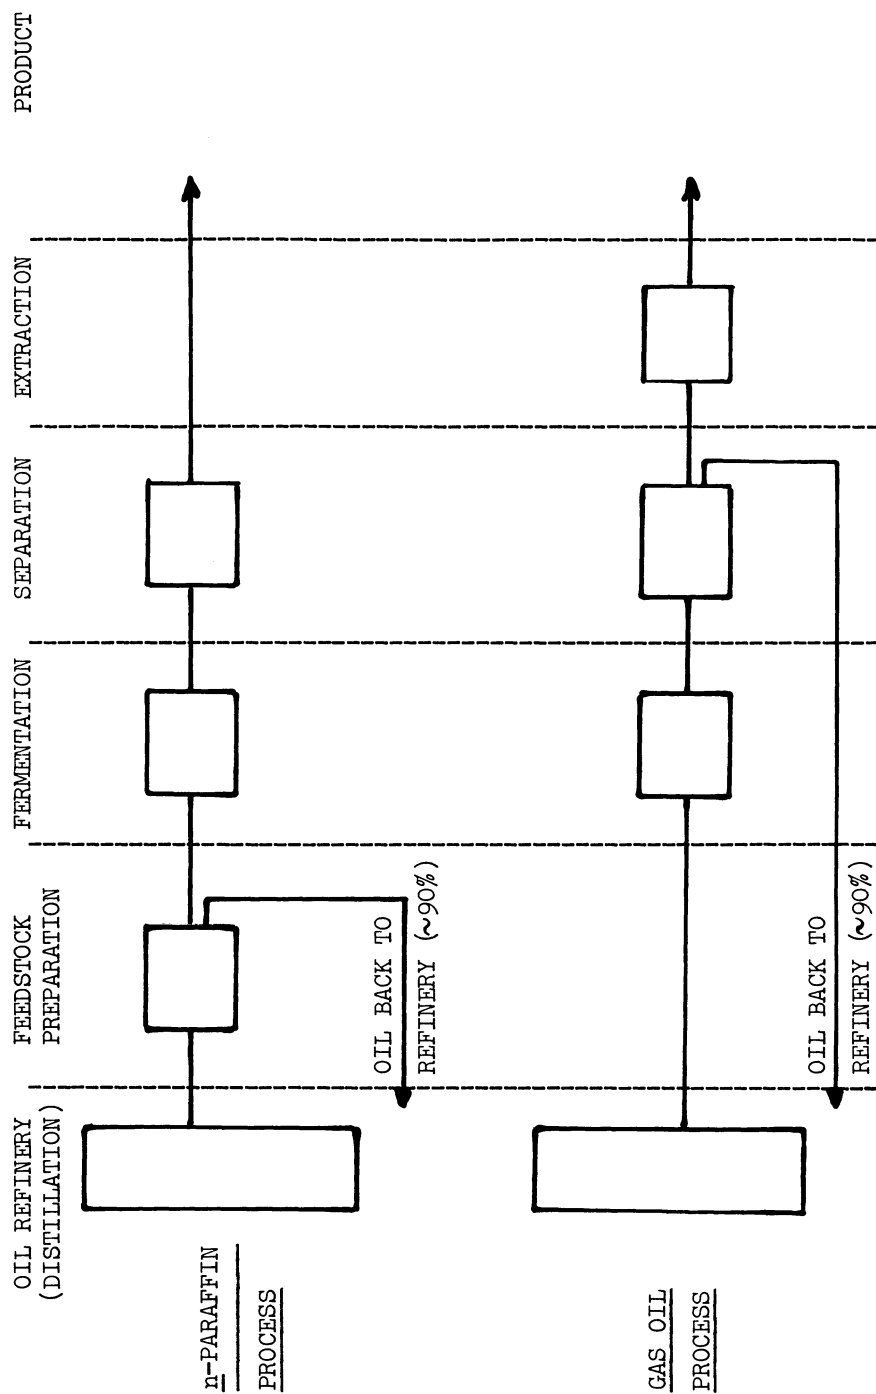 OIL REFINERY
(DISTILLATION)
FEEDSTOCK
PREPARATION
FERMENTATION
SEPARATION
EXTRACTION
PRODUCT
n-PARAFFIN
PROCESS
OIL BACK TO
REFINERY (~90%)
GAS OIL
PROCESS
OIL BACK TO
REFINERY (~90%)